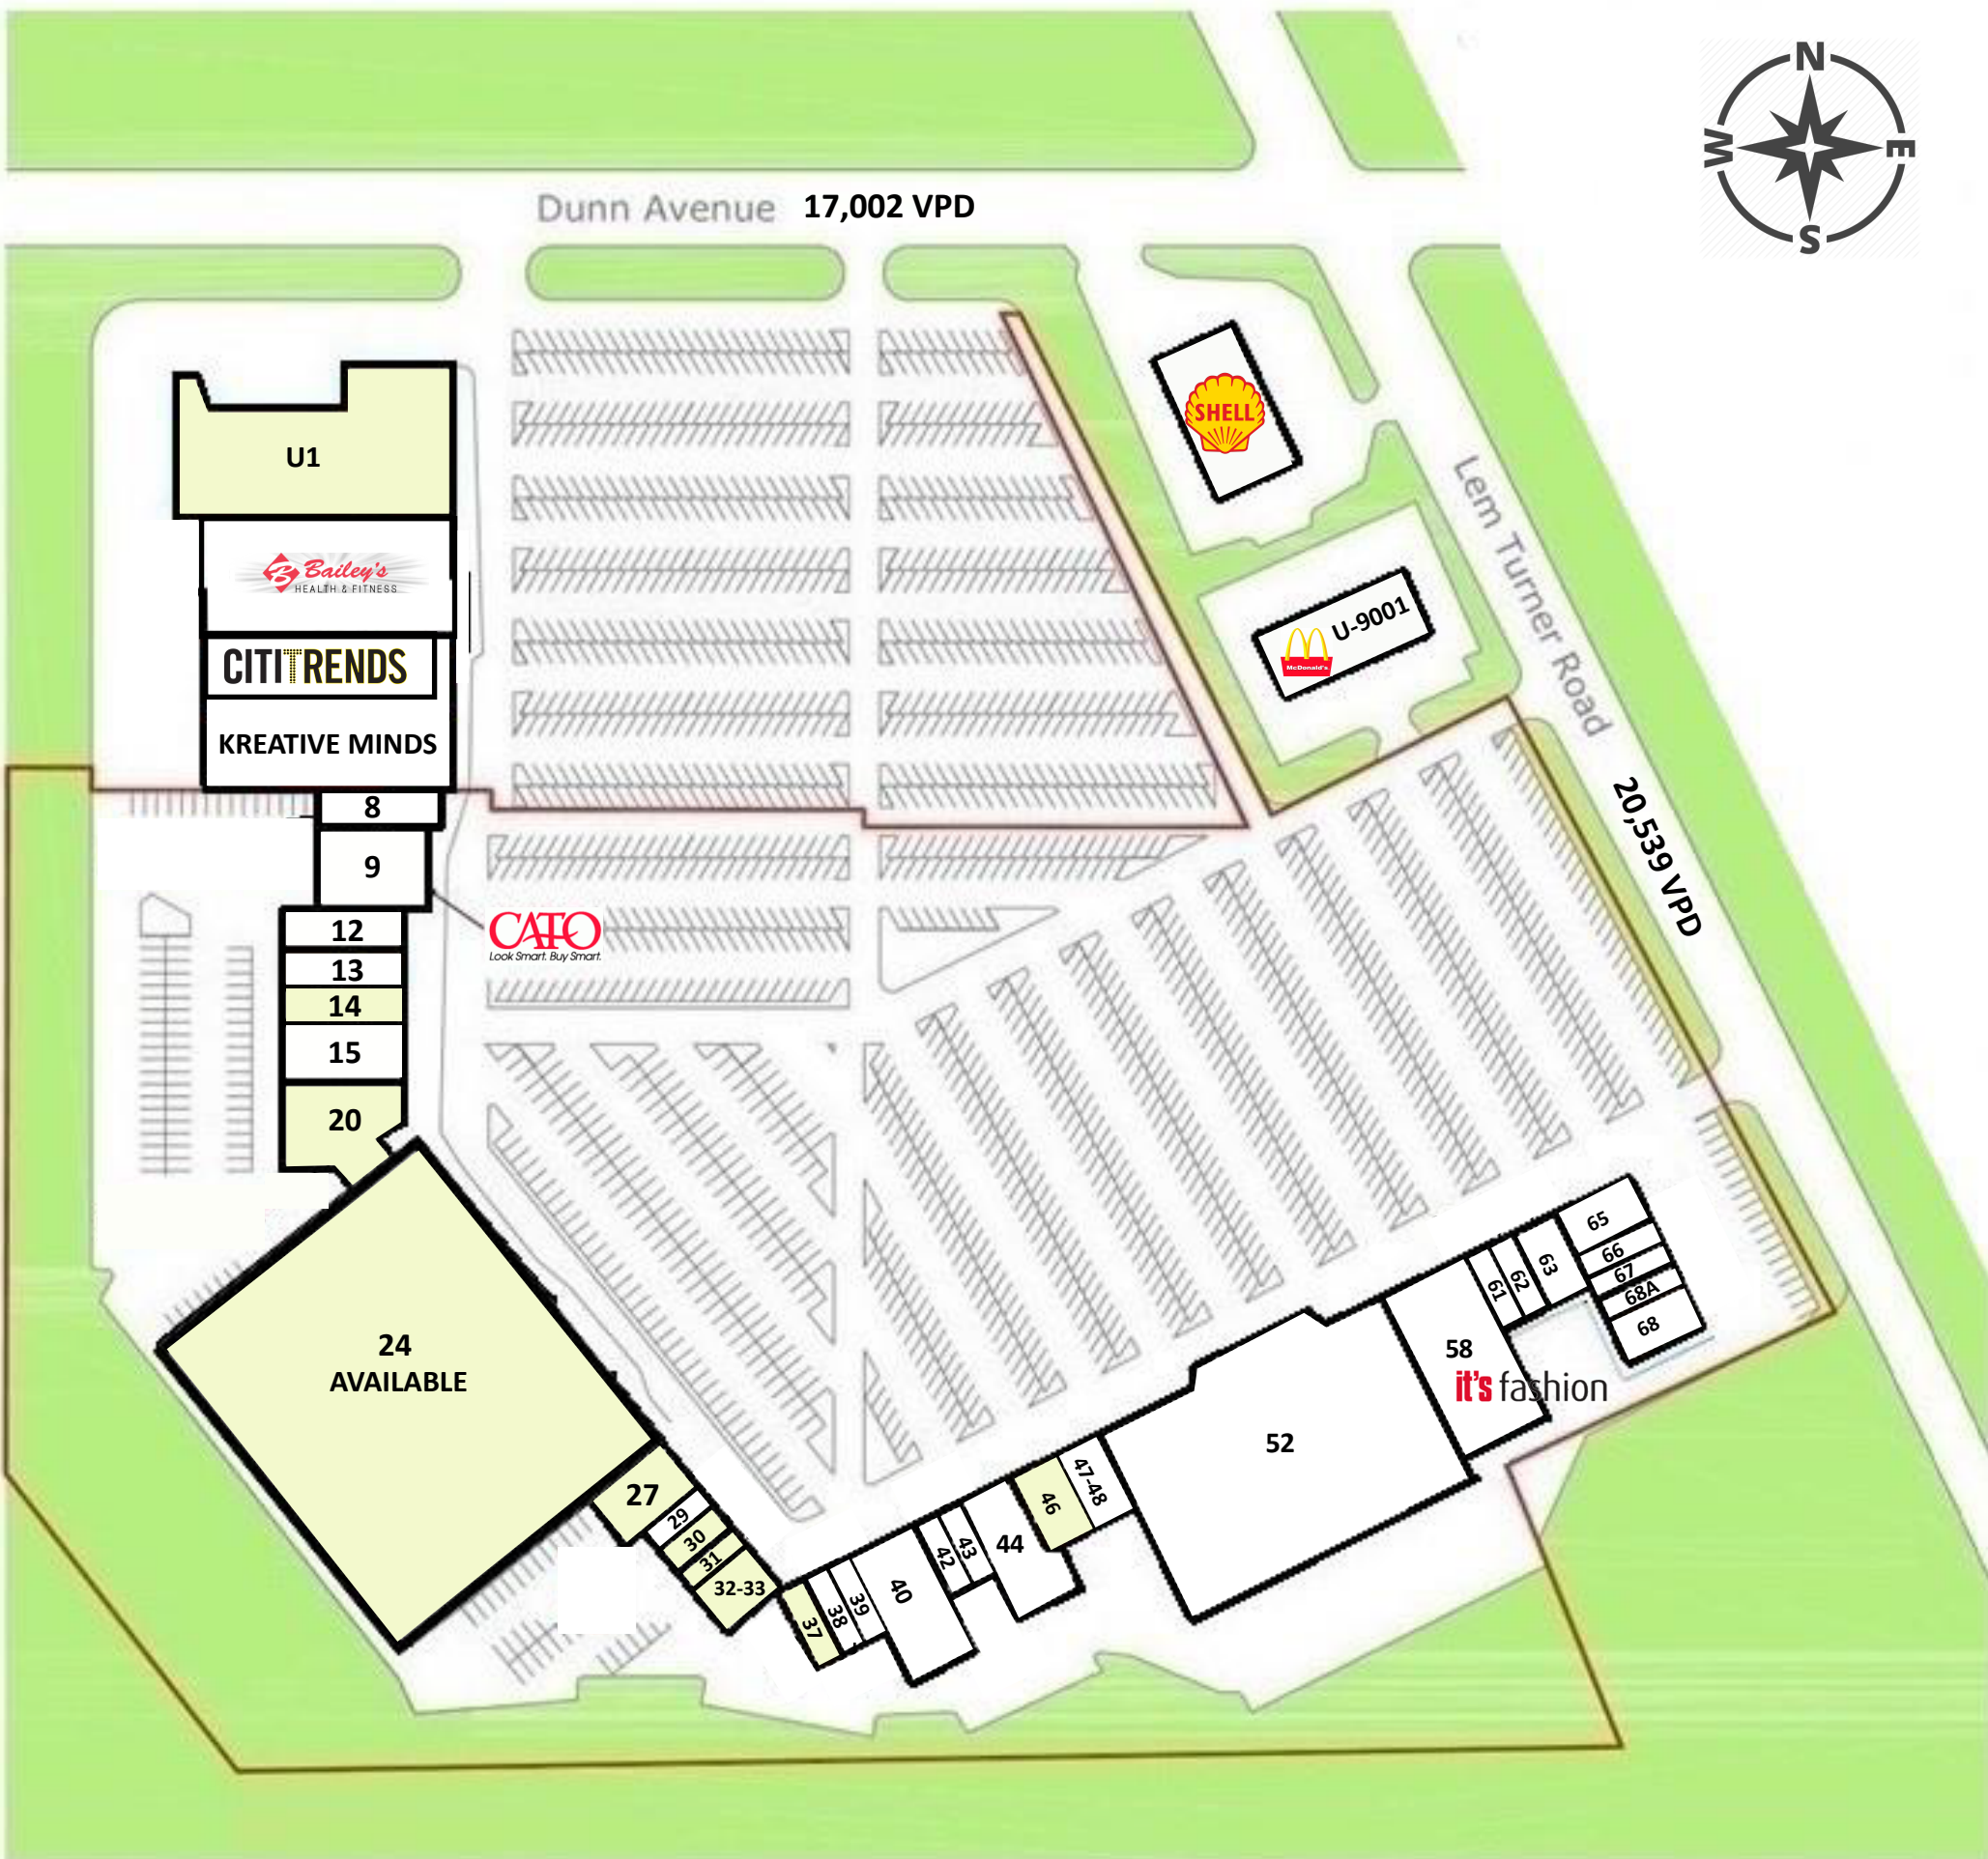 N
W
E
S
Dunn Avenue 17,002 VPD
SHELL
U1
Lem Turner Road
Bailey's
HEALTH & FITNESS
U-9001
McDonald's
CITITRENDS
KREATIVE MINDS
20,539 VPD
8
9
CATO
Look Smart. Buy Smart.
12
13
14
15
20
24
AVAILABLE
27
29
30
31
32-33
37
38
39
40
42
43
44
46
47-48
52
58
it's fashion
61
62
63
65
66
67
68A
68